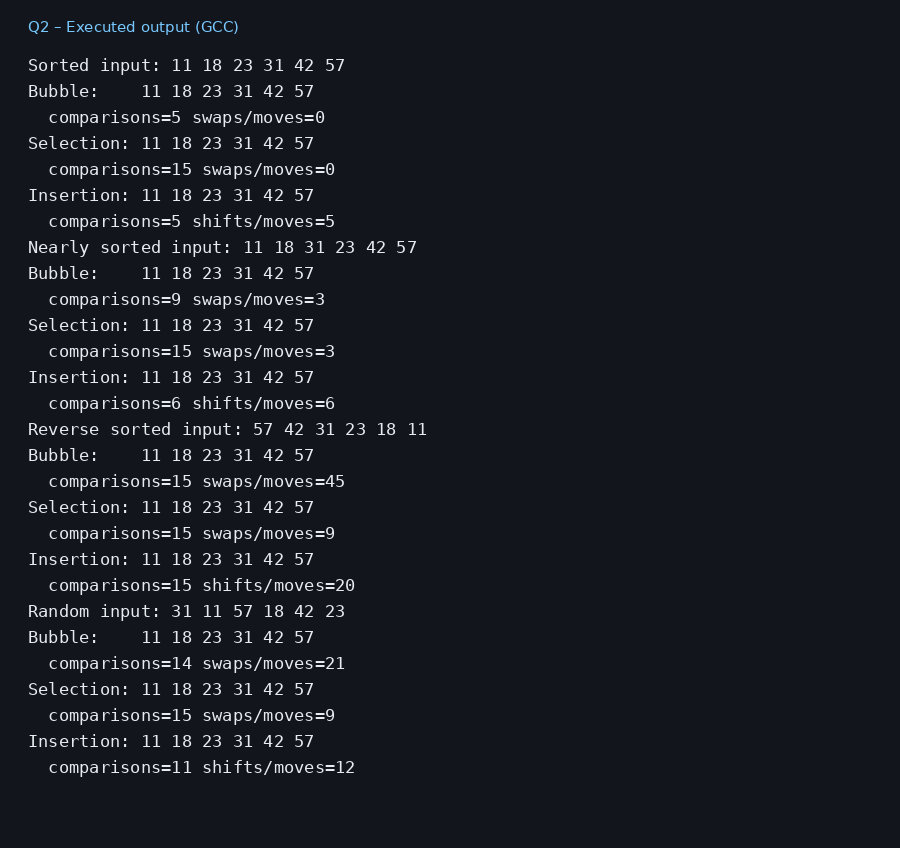 Q2 – Executed output (GCC)
Sorted input: 11 18 23 31 42 57
Bubble:    11 18 23 31 42 57
  comparisons=5 swaps/moves=0
Selection: 11 18 23 31 42 57
  comparisons=15 swaps/moves=0
Insertion: 11 18 23 31 42 57
  comparisons=5 shifts/moves=5
Nearly sorted input: 11 18 31 23 42 57
Bubble:    11 18 23 31 42 57
  comparisons=9 swaps/moves=3
Selection: 11 18 23 31 42 57
  comparisons=15 swaps/moves=3
Insertion: 11 18 23 31 42 57
  comparisons=6 shifts/moves=6
Reverse sorted input: 57 42 31 23 18 11
Bubble:    11 18 23 31 42 57
  comparisons=15 swaps/moves=45
Selection: 11 18 23 31 42 57
  comparisons=15 swaps/moves=9
Insertion: 11 18 23 31 42 57
  comparisons=15 shifts/moves=20
Random input: 31 11 57 18 42 23
Bubble:    11 18 23 31 42 57
  comparisons=14 swaps/moves=21
Selection: 11 18 23 31 42 57
  comparisons=15 swaps/moves=9
Insertion: 11 18 23 31 42 57
  comparisons=11 shifts/moves=12